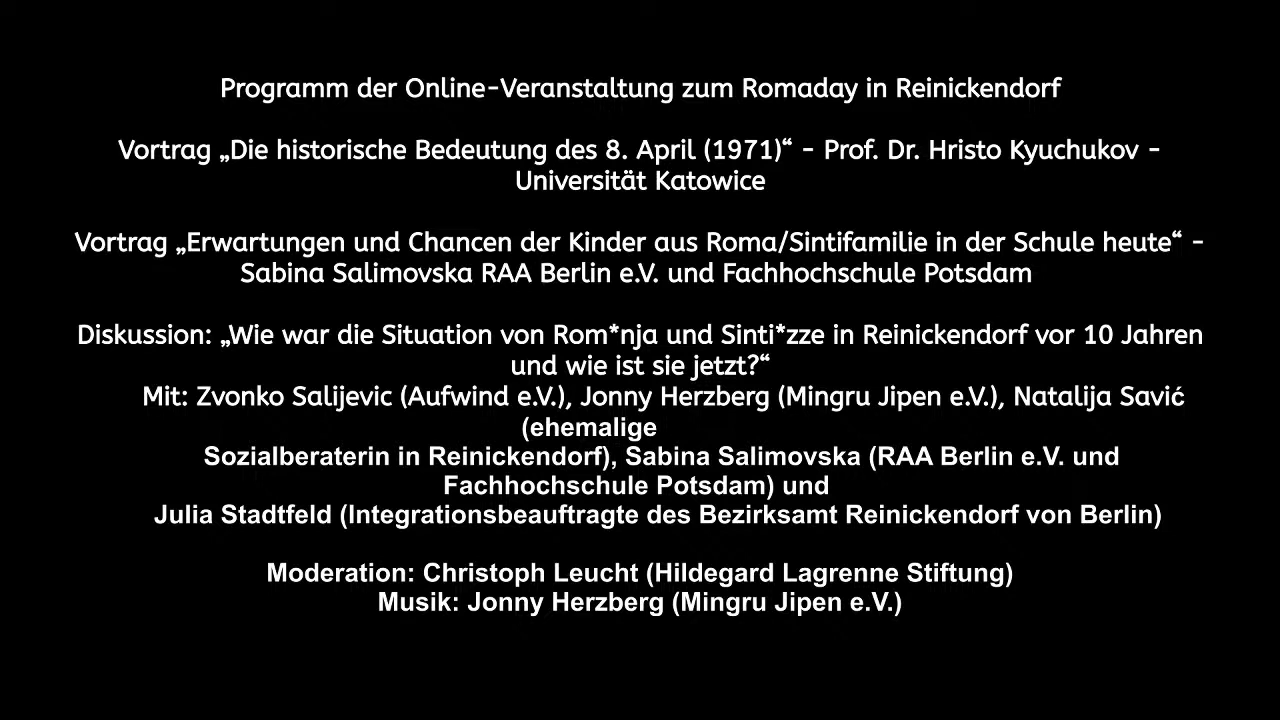 Programm der Online-Veranstaltung zum Romaday in Reinickendorf
Vortrag „Die historische Bedeutung des 8. April (1971)“ - Prof. Dr. Hristo Kyuchukov -
Universität Katowice
Vortrag „Erwartungen und Chancen der Kinder aus Roma/Sintifamilie in der Schule heute“ -
Sabina Salimovska RAA Berlin e.V. und Fachhochschule Potsdam
Diskussion: „Wie war die Situation von Rom*nja und Sinti*zze in Reinickendorf vor 10 Jahren
und wie ist sie jetzt?“
Mit: Zvonko Salijevic (Aufwind e.V.), Jonny Herzberg (Mingru Jipen e.V.), Natalija Savić
(ehemalige
Sozialberaterin in Reinickendorf), Sabina Salimovska (RAA Berlin e.V. und
Fachhochschule Potsdam) und
Julia Stadtfeld (Integrationsbeauftragte des Bezirksamt Reinickendorf von Berlin)
Moderation: Christoph Leucht (Hildegard Lagrenne Stiftung)
Musik: Jonny Herzberg (Mingru Jipen e.V.)